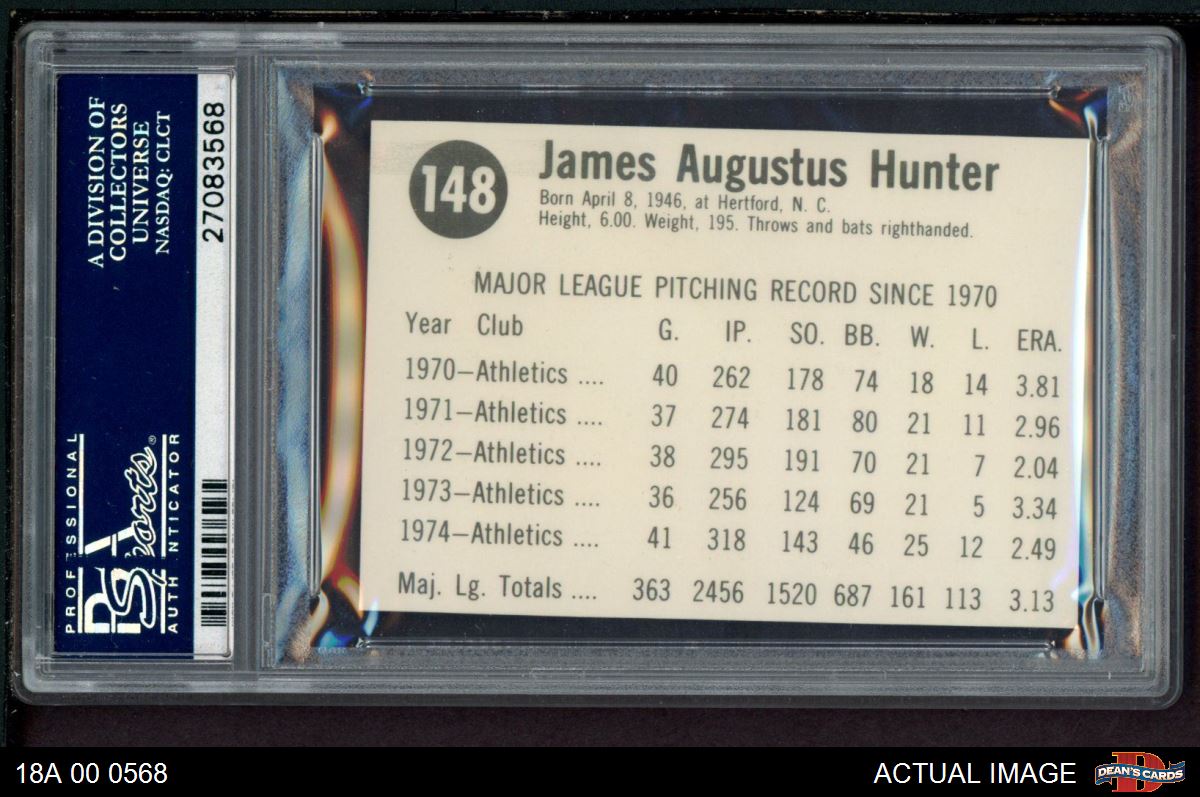 A DIVISION OF
COLLECTORS
UNIVERSE
NASDAQ: CLCT
27083568
PSA
148
James Augustus Hunter
Born April 8, 1946, at Hertford, N. C.
Height, 6.00. Weight, 195. Throws and bats righthanded.
MAJOR LEAGUE PITCHING RECORD SINCE 1970
Year Club G. IP. SO. BB. W. L. ERA.
1970—Athletics .... 40 262 178 74 18 14 3.81
1971—Athletics .... 37 274 181 80 21 11 2.96
1972—Athletics .... 38 295 191 70 21 7 2.04
1973—Athletics .... 36 256 124 69 21 5 3.34
1974—Athletics .... 41 318 143 46 25 12 2.49
Maj. Lg. Totals .... 363 2456 1520 687 161 113 3.13
18A 00 0568
ACTUAL IMAGE
DEAN'S CARDS